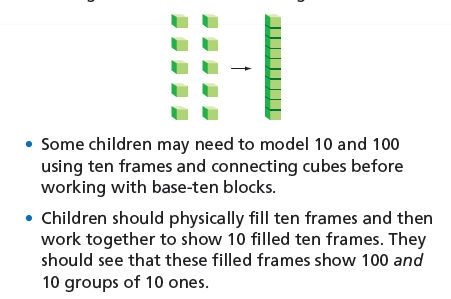 • Some children may need to model 10 and 100
using ten frames and connecting cubes before
working with base-ten blocks.
• Children should physically fill ten frames and then
work together to show 10 filled ten frames. They
should see that these filled frames show 100 and
10 groups of 10 ones.